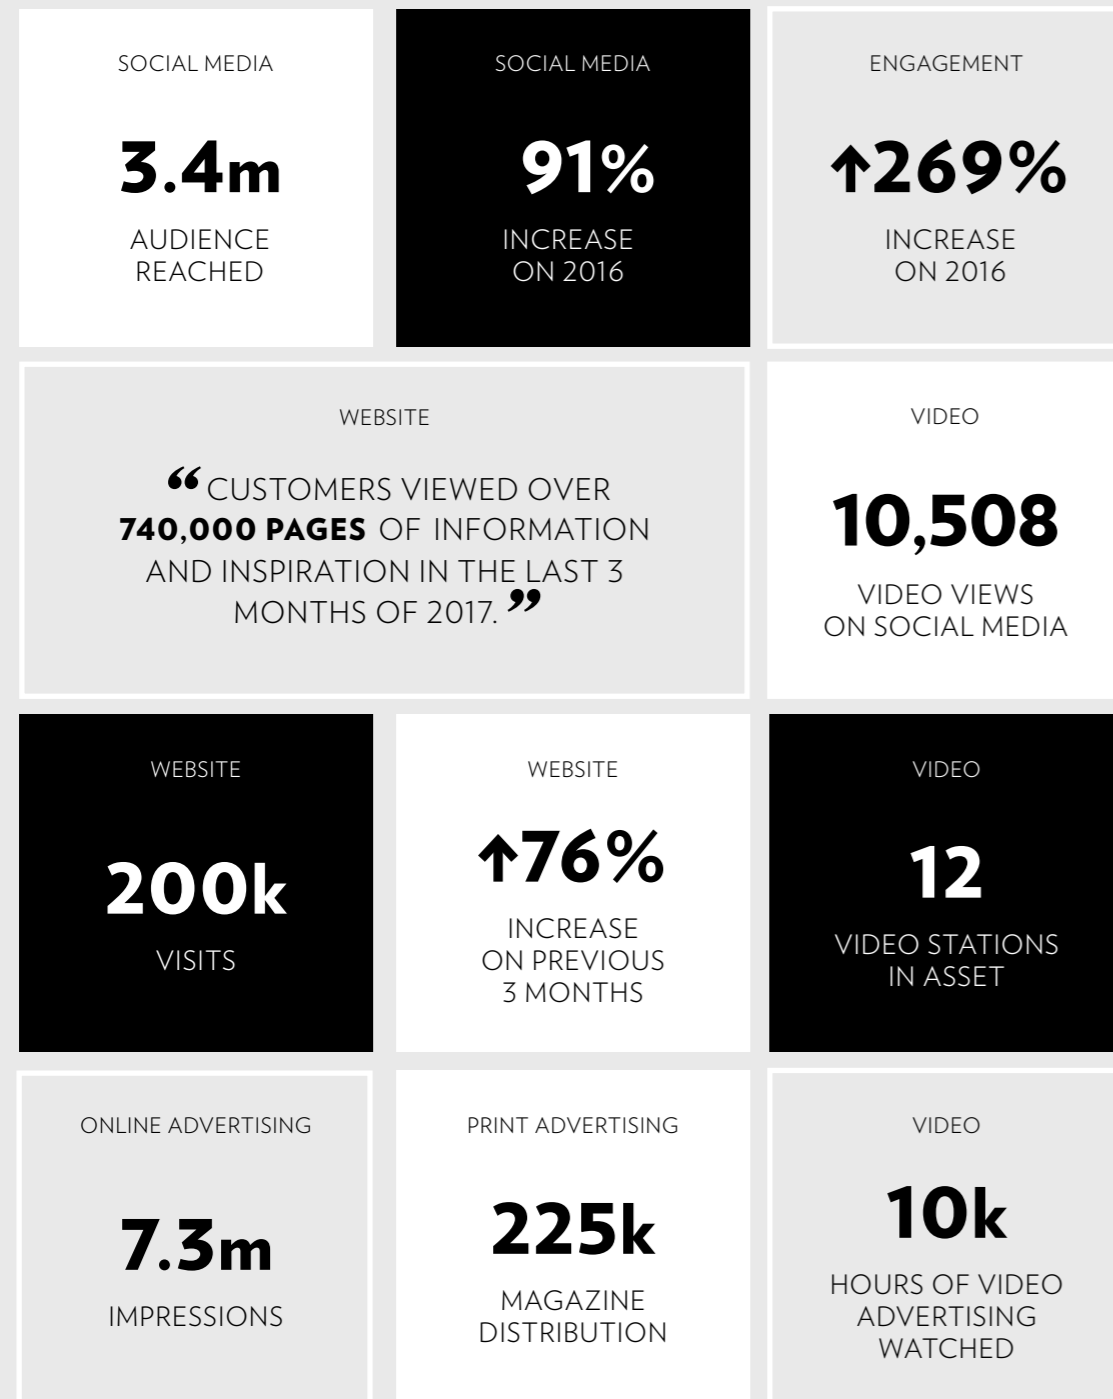 SOCIAL MEDIA
3.4m
AUDIENCE
REACHED
SOCIAL MEDIA
91%
INCREASE
ON 2016
ENGAGEMENT
↑269%
INCREASE
ON 2016
WEBSITE
“ CUSTOMERS VIEWED OVER
740,000 PAGES OF INFORMATION
AND INSPIRATION IN THE LAST 3
MONTHS OF 2017. ”
VIDEO
10,508
VIDEO VIEWS
ON SOCIAL MEDIA
WEBSITE
200k
VISITS
WEBSITE
↑76%
INCREASE
ON PREVIOUS
3 MONTHS
VIDEO
12
VIDEO STATIONS
IN ASSET
ONLINE ADVERTISING
7.3m
IMPRESSIONS
PRINT ADVERTISING
225k
MAGAZINE
DISTRIBUTION
VIDEO
10k
HOURS OF VIDEO
ADVERTISING
WATCHED